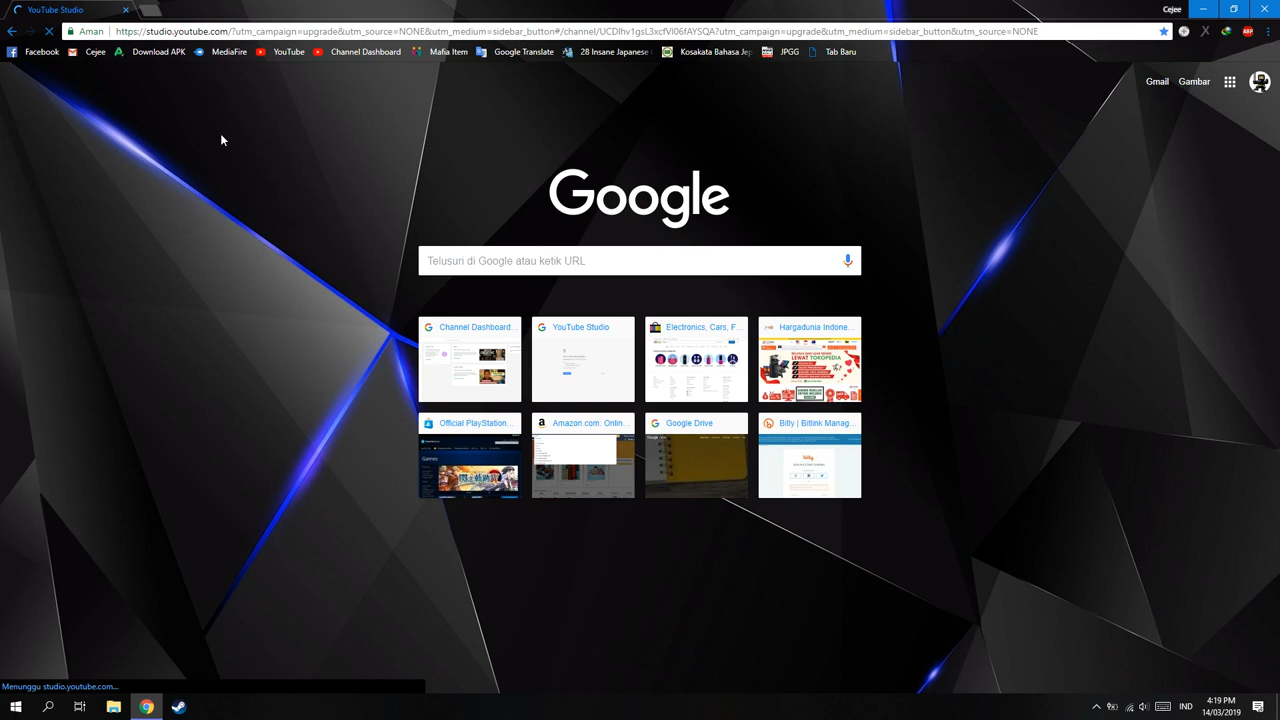 YouTube Studio
Cejee
Aman
https://studio.youtube.com/?utm_campaign=upgrade&utm_source=NONE&utm_medium=sidebar_button#/channel/UCDlhv1gsL3xcfVl06fAYSQA?utm_campaign=upgrade&utm_medium=sidebar_button&utm_source=NONE
Facebook Cejee Download APK MediaFire YouTube Channel Dashboard Mafia Item Google Translate 28 Insane Japanese C Kosakata Bahasa Jep JPGG Tab Baru
Gmail Gambar
Google
Telusuri di Google atau ketik URL
Channel Dashboard... YouTube Studio Electronics, Cars, F... Hargadunia Indone...
LEWAT TOKOPEDIA
Official PlayStation... Amazon.com: Onlin... Google Drive Bitly | Bitlink Manag...
Games
Menunggu studio.youtube.com...
IND
4:19 PM
14/03/2019